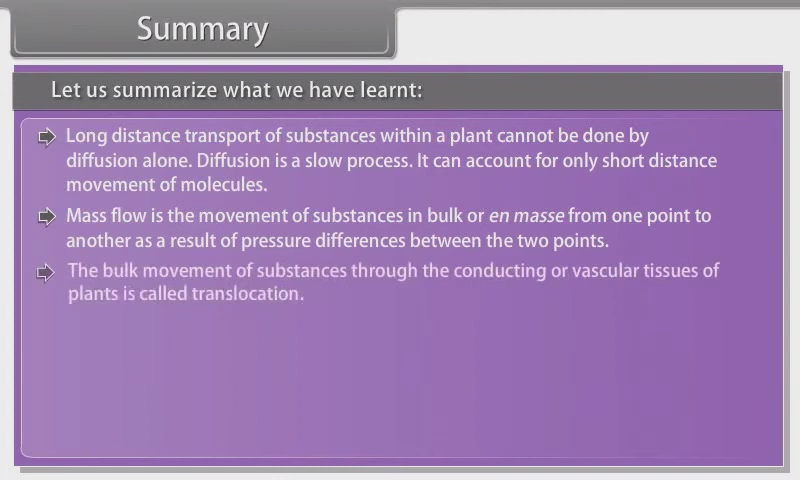 Summary
Let us summarize what we have learnt:
Long distance transport of substances within a plant cannot be done by
diffusion alone. Diffusion is a slow process. It can account for only short distance
movement of molecules.
Mass flow is the movement of substances in bulk or en masse from one point to
another as a result of pressure differences between the two points.
The bulk movement of substances through the conducting or vascular tissues of
plants is called translocation.